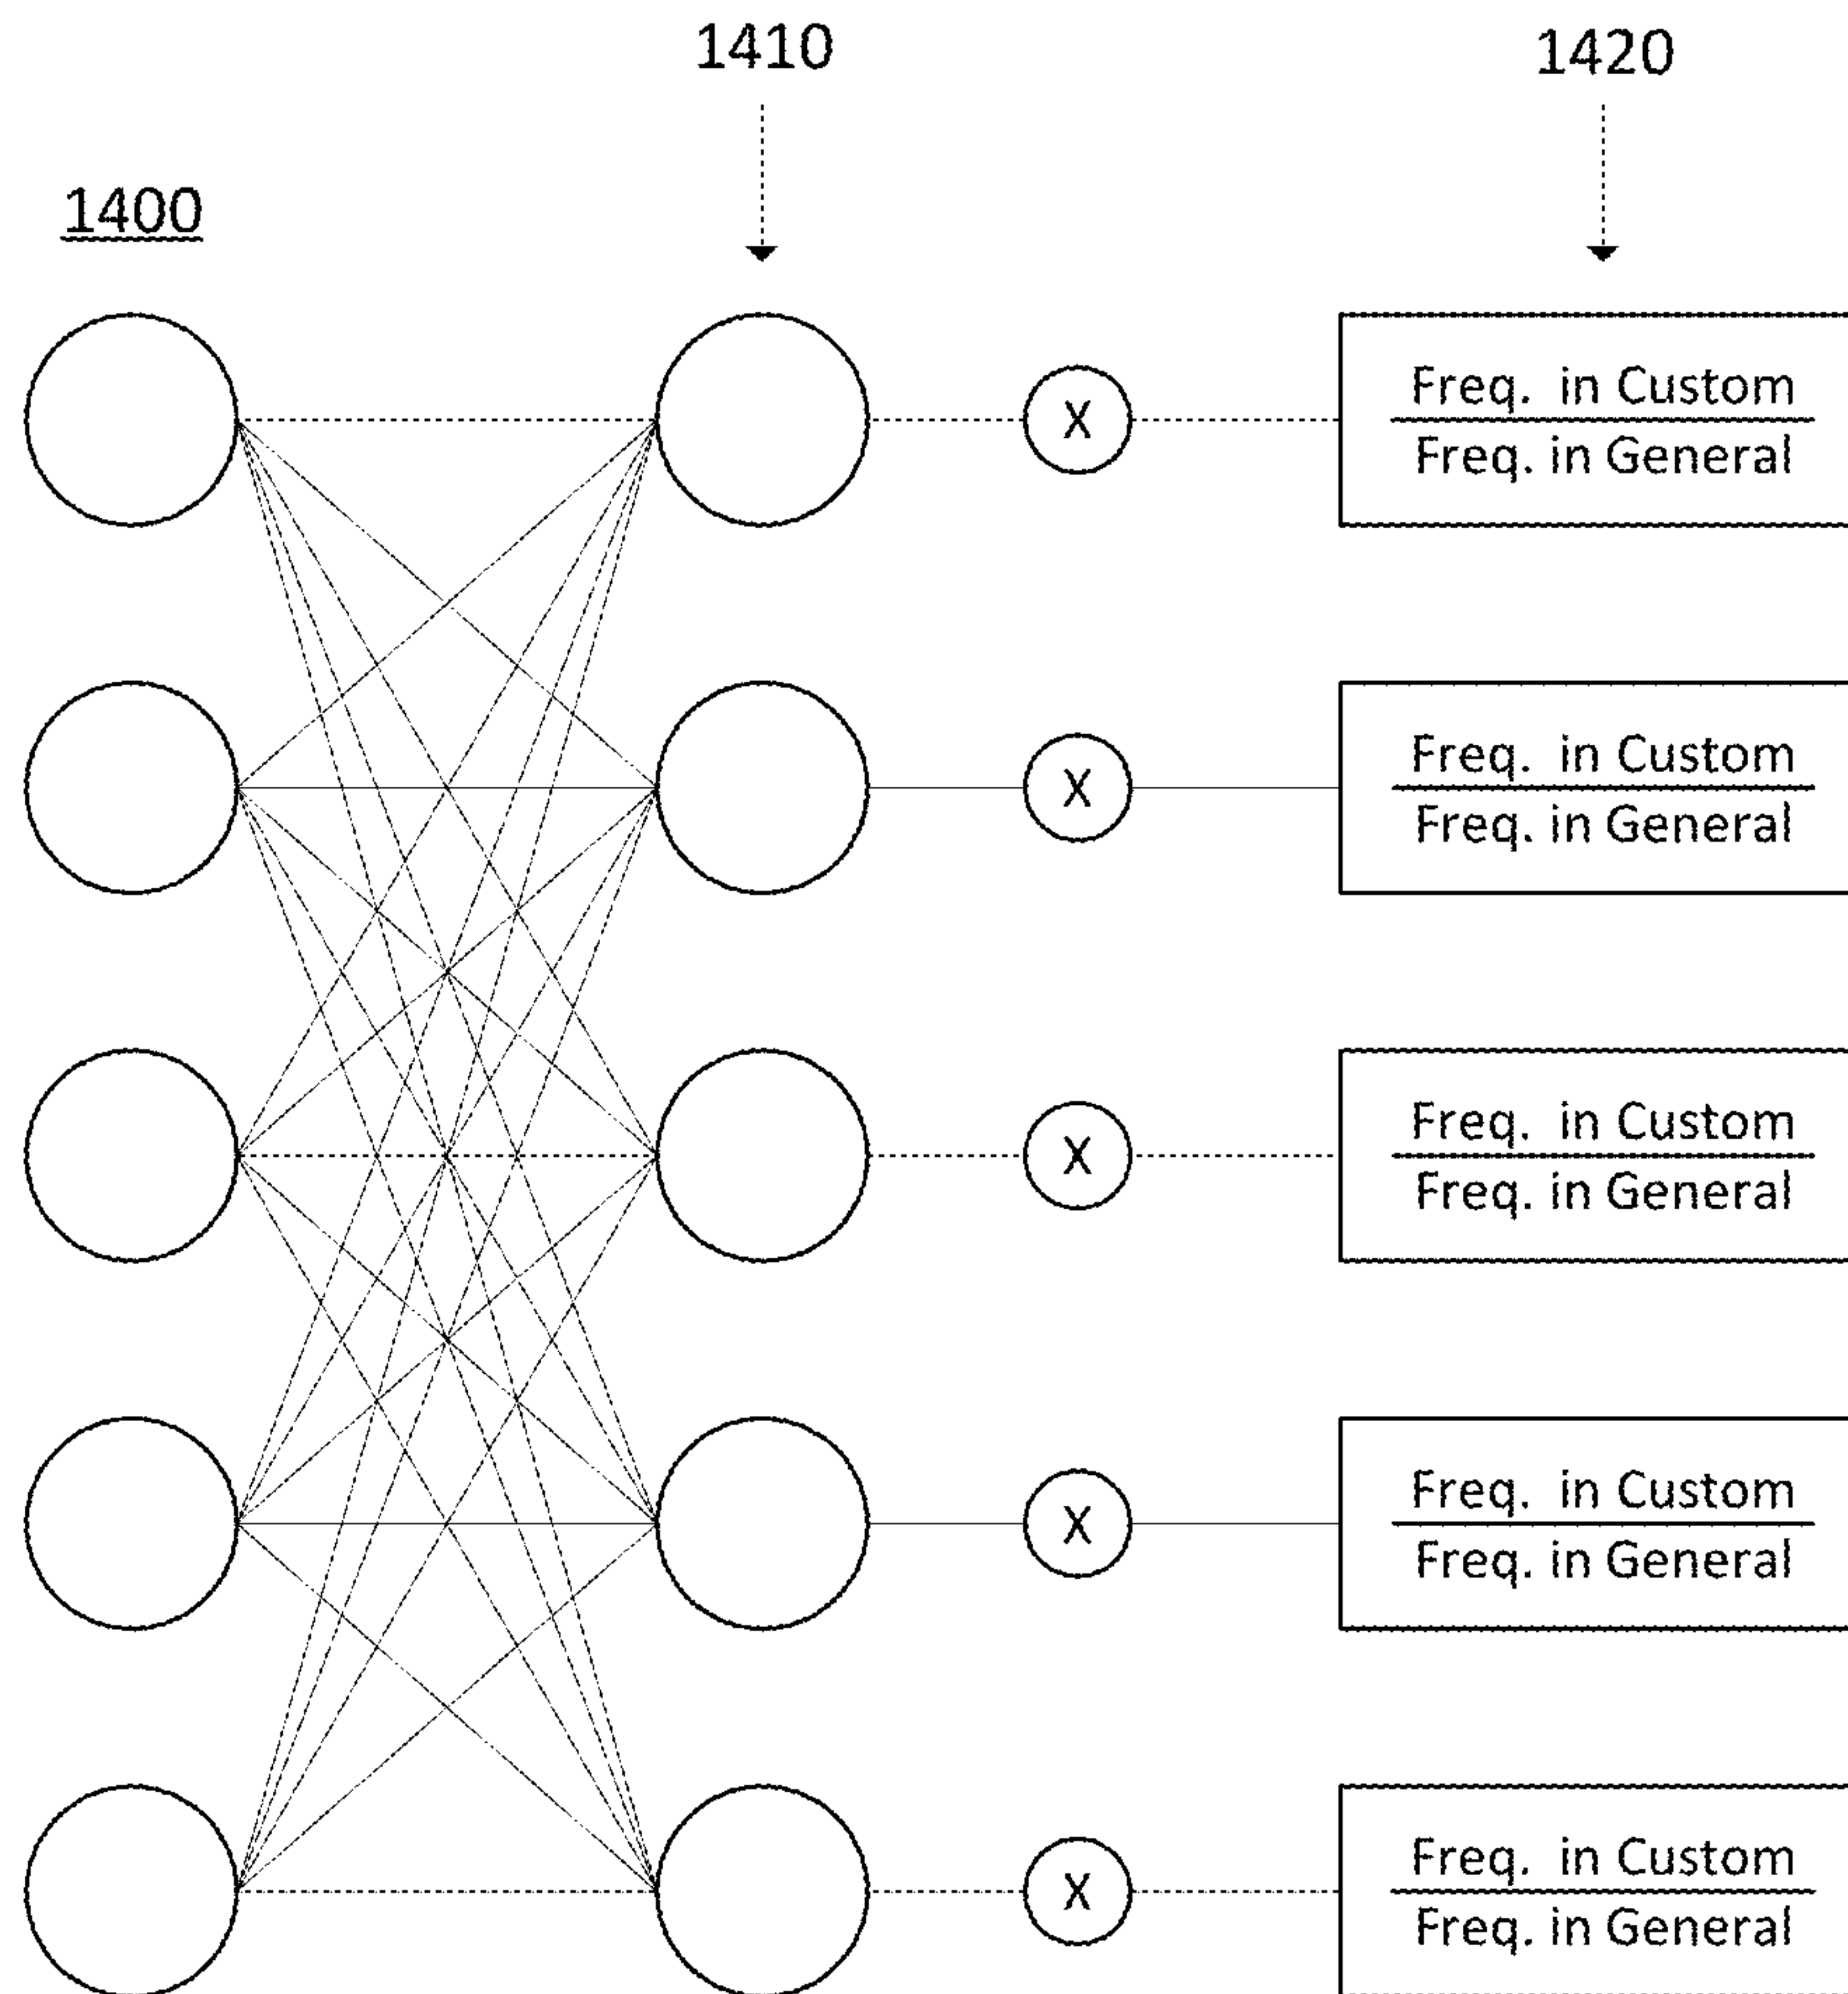 1410
1420
1400
X
Freq. in Custom
Freq. in General
X
Freq. in Custom
Freq. in General
X
Freq. in Custom
Freq. in General
X
Freq. in Custom
Freq. in General
X
Freq. in Custom
Freq. in General